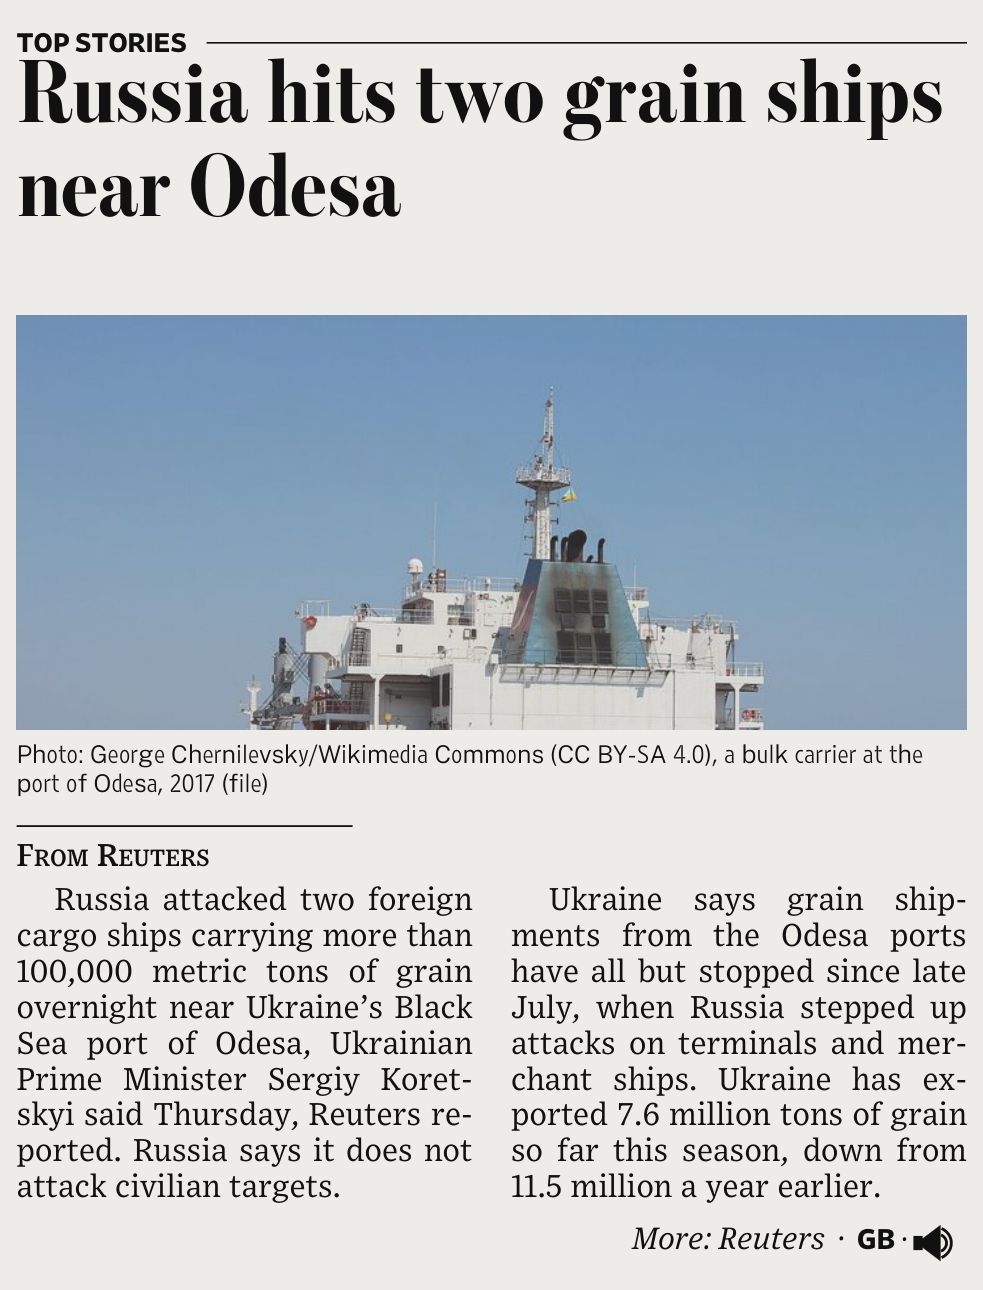 TOP STORIES
Russia hits two grain ships
near Odesa
Photo: George Chernilevsky/Wikimedia Commons (CC BY-SA 4.0), a bulk carrier at the
port of Odesa, 2017 (file)
FROM REUTERS
Russia attacked two foreign
cargo ships carrying more than
100,000 metric tons of grain
overnight near Ukraine’s Black
Sea port of Odesa, Ukrainian
Prime Minister Sergiy Koret-
skyi said Thursday, Reuters re-
ported. Russia says it does not
attack civilian targets.
Ukraine says grain ship-
ments from the Odesa ports
have all but stopped since late
July, when Russia stepped up
attacks on terminals and mer-
chant ships. Ukraine has ex-
ported 7.6 million tons of grain
so far this season, down from
11.5 million a year earlier.
More: Reuters · GB ·